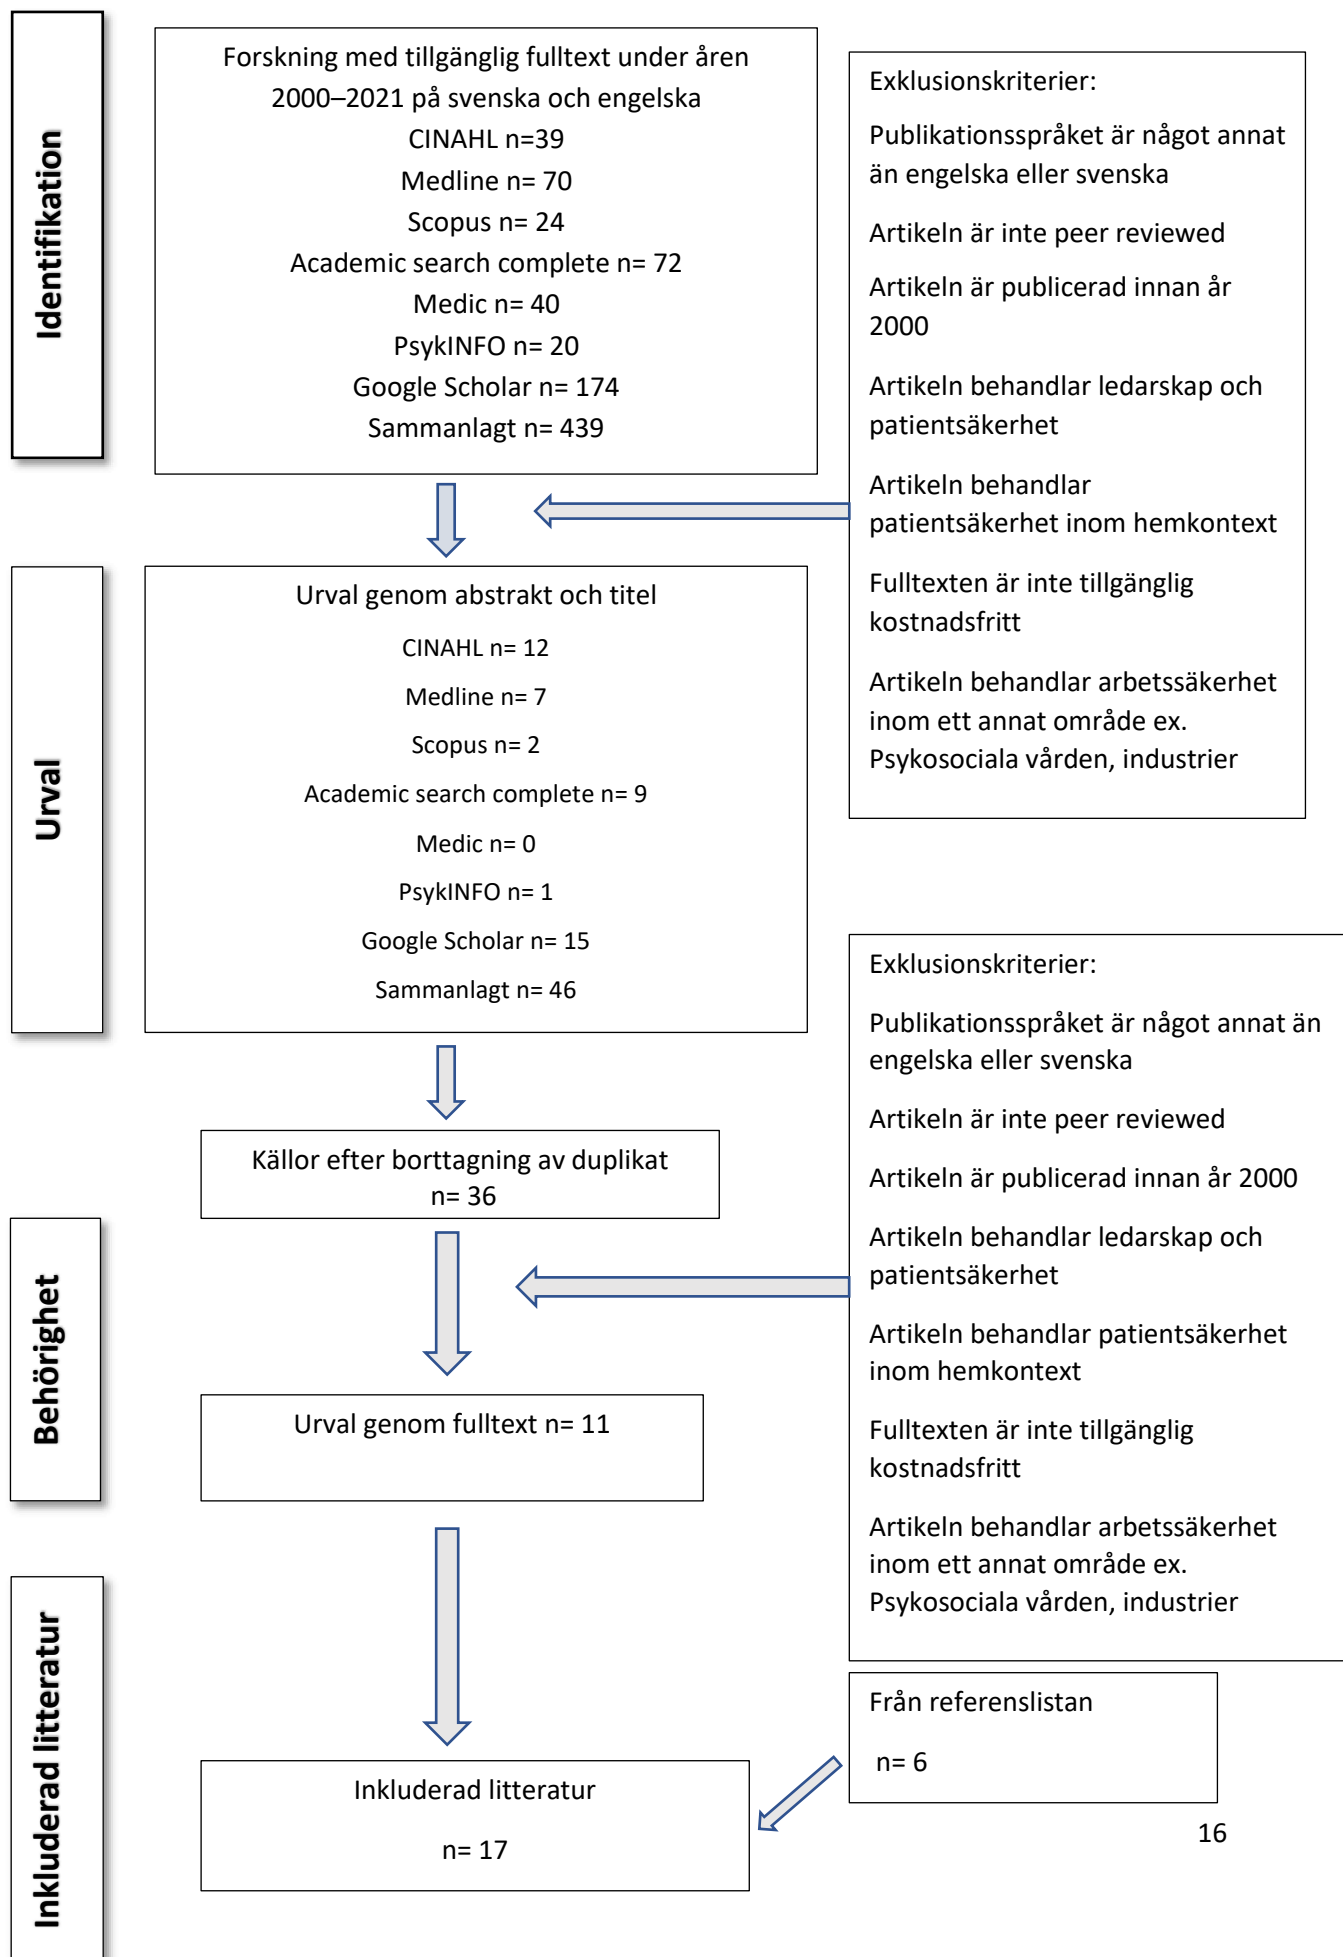 Identifikation
Forskning med tillgänglig fulltext under åren
2000–2021 på svenska och engelska
CINAHL n=39
Medline n= 70
Scopus n= 24
Academic search complete n= 72
Medic n= 40
PsykINFO n= 20
Google Scholar n= 174
Sammanlagt n= 439
Exklusionskriterier:
Publikationsspråket är något annat
än engelska eller svenska
Artikeln är inte peer reviewed
Artikeln är publicerad innan år
2000
Artikeln behandlar ledarskap och
patientsäkerhet
Artikeln behandlar
patientsäkerhet inom hemkontext
Fulltexten är inte tillgänglig
kostnadsfritt
Artikeln behandlar arbetssäkerhet
inom ett annat område ex.
Psykosociala vården, industrier
Urval
Urval genom abstrakt och titel
CINAHL n= 12
Medline n= 7
Scopus n= 2
Academic search complete n= 9
Medic n= 0
PsykINFO n= 1
Google Scholar n= 15
Sammanlagt n= 46
Källor efter borttagning av duplikat
n= 36
Exklusionskriterier:
Publikationsspråket är något annat än
engelska eller svenska
Artikeln är inte peer reviewed
Artikeln är publicerad innan år 2000
Artikeln behandlar ledarskap och
patientsäkerhet
Artikeln behandlar patientsäkerhet
inom hemkontext
Fulltexten är inte tillgänglig
kostnadsfritt
Artikeln behandlar arbetssäkerhet
inom ett annat område ex.
Psykosociala vården, industrier
Behörighet
Urval genom fulltext n= 11
Inkluderad litteratur
Från referenslistan
n= 6
Inkluderad litteratur
n= 17
16